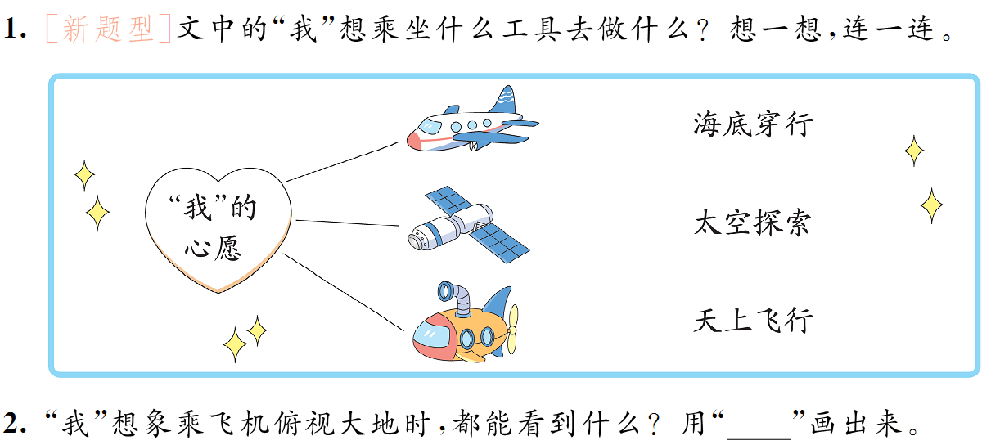 1. [新题型]文中的“我”想乘坐什么工具去做什么？想一想，连一连。
“我”的
心愿
海底穿行
太空探索
天上飞行
2. “我”想象乘飞机俯视大地时，都能看到什么？用“____”画出来。